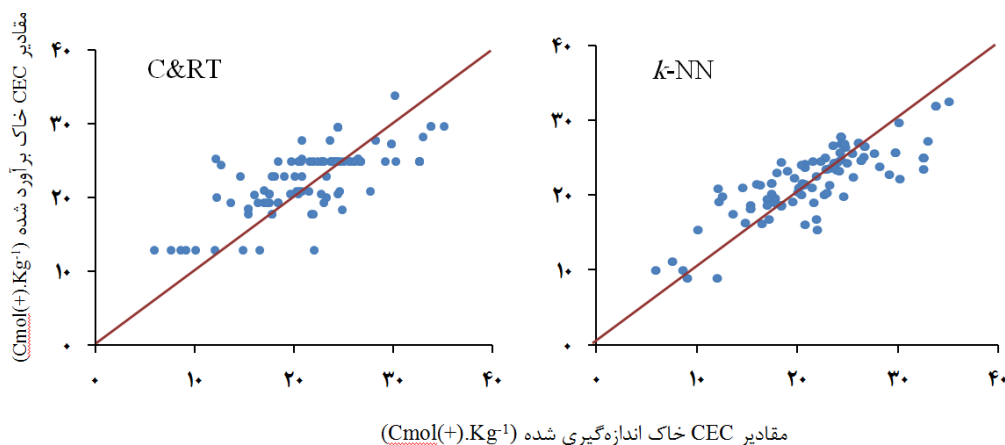 مقادیر CEC خاک برآورد شده (Cmol(+).Kg-1)
C&RT
۴۰
۳۰
۲۰
۱۰
۰
۰ ۱۰ ۲۰ ۳۰ ۴۰
k-NN
۴۰
۳۰
۲۰
۱۰
۰
۰ ۱۰ ۲۰ ۳۰ ۴۰
مقادیر CEC خاک اندازه‌گیری شده (Cmol(+).Kg-1)